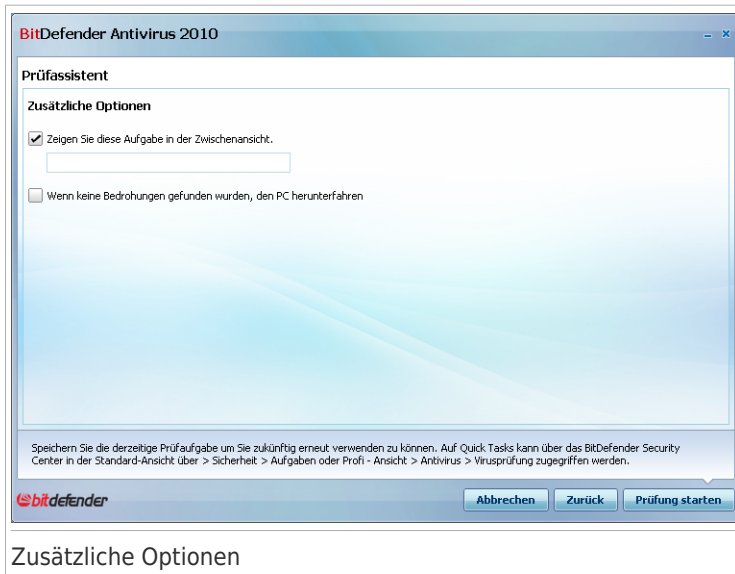 BitDefender Antivirus 2010
Prüfassistent
Zusätzliche Optionen
Zeigen Sie diese Aufgabe in der Zwischenansicht.
Wenn keine Bedrohungen gefunden wurden, den PC herunterfahren
Speichern Sie die derzeitige Prüfaufgabe um Sie zukünftig erneut verwenden zu können. Auf Quick Tasks kann über das BitDefender Security
Center in der Standard-Ansicht über > Sicherheit > Aufgaben oder Profi - Ansicht > Antivirus > Virusprüfung zugegriffen werden.
bitdefender
Abbrechen
Zurück
Prüfung starten
Zusätzliche Optionen